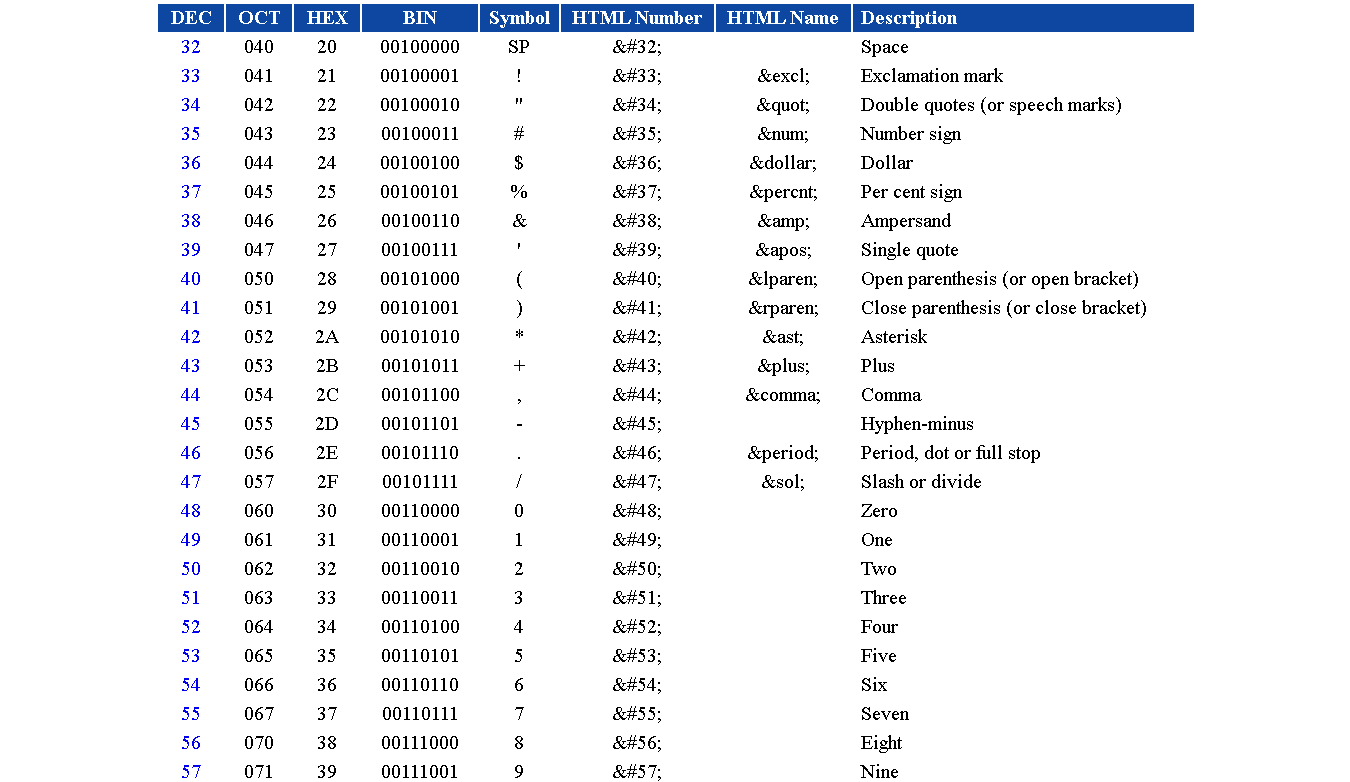 DEC OCT HEX BIN Symbol HTML Number HTML Name Description
32 040 20 00100000 SP &#32; Space
33 041 21 00100001 ! &#33; &excl; Exclamation mark
34 042 22 00100010 " &#34; &quot; Double quotes (or speech marks)
35 043 23 00100011 # &#35; &num; Number sign
36 044 24 00100100 $ &#36; &dollar; Dollar
37 045 25 00100101 % &#37; &percnt; Per cent sign
38 046 26 00100110 & &#38; &amp; Ampersand
39 047 27 00100111 ' &#39; &apos; Single quote
40 050 28 00101000 ( &#40; &lparen; Open parenthesis (or open bracket)
41 051 29 00101001 ) &#41; &rparen; Close parenthesis (or close bracket)
42 052 2A 00101010 * &#42; &ast; Asterisk
43 053 2B 00101011 + &#43; &plus; Plus
44 054 2C 00101100 , &#44; &comma; Comma
45 055 2D 00101101 - &#45; Hyphen-minus
46 056 2E 00101110 . &#46; &period; Period, dot or full stop
47 057 2F 00101111 / &#47; &sol; Slash or divide
48 060 30 00110000 0 &#48; Zero
49 061 31 00110001 1 &#49; One
50 062 32 00110010 2 &#50; Two
51 063 33 00110011 3 &#51; Three
52 064 34 00110100 4 &#52; Four
53 065 35 00110101 5 &#53; Five
54 066 36 00110110 6 &#54; Six
55 067 37 00110111 7 &#55; Seven
56 070 38 00111000 8 &#56; Eight
57 071 39 00111001 9 &#57; Nine